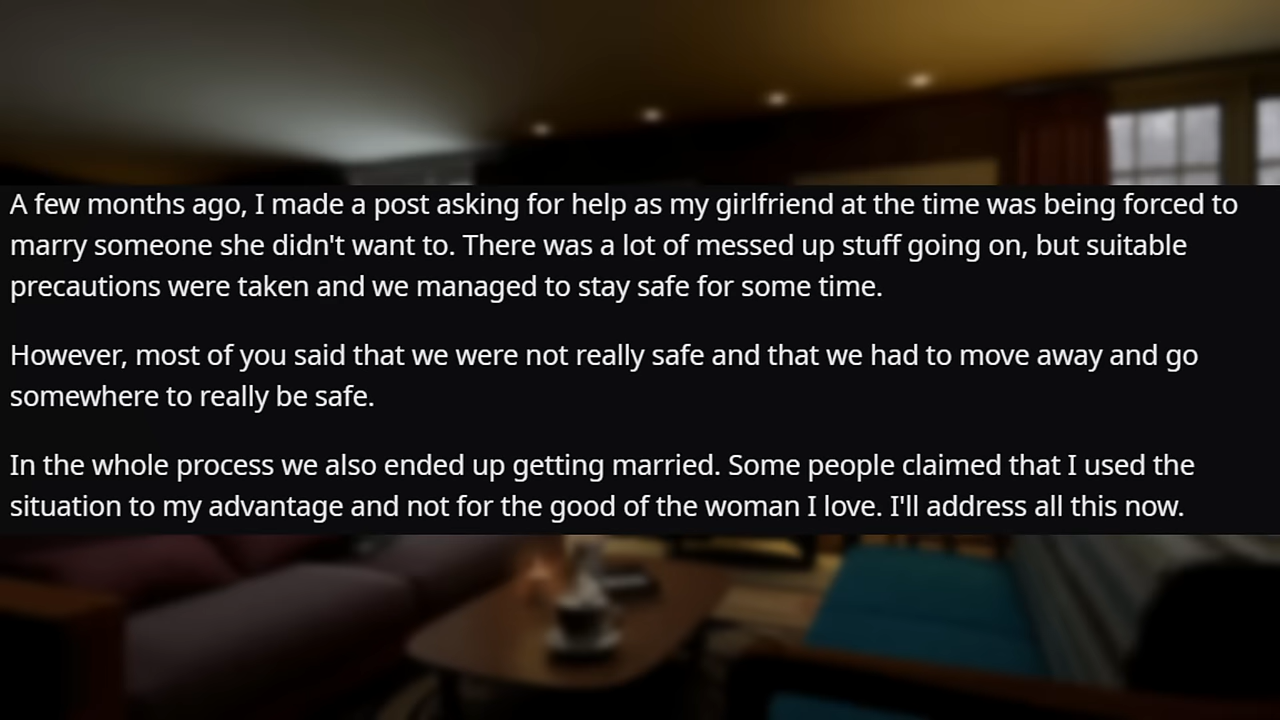 A few months ago, I made a post asking for help as my girlfriend at the time was being forced to
marry someone she didn't want to. There was a lot of messed up stuff going on, but suitable
precautions were taken and we managed to stay safe for some time.
However, most of you said that we were not really safe and that we had to move away and go
somewhere to really be safe.
In the whole process we also ended up getting married. Some people claimed that I used the
situation to my advantage and not for the good of the woman I love. I'll address all this now.